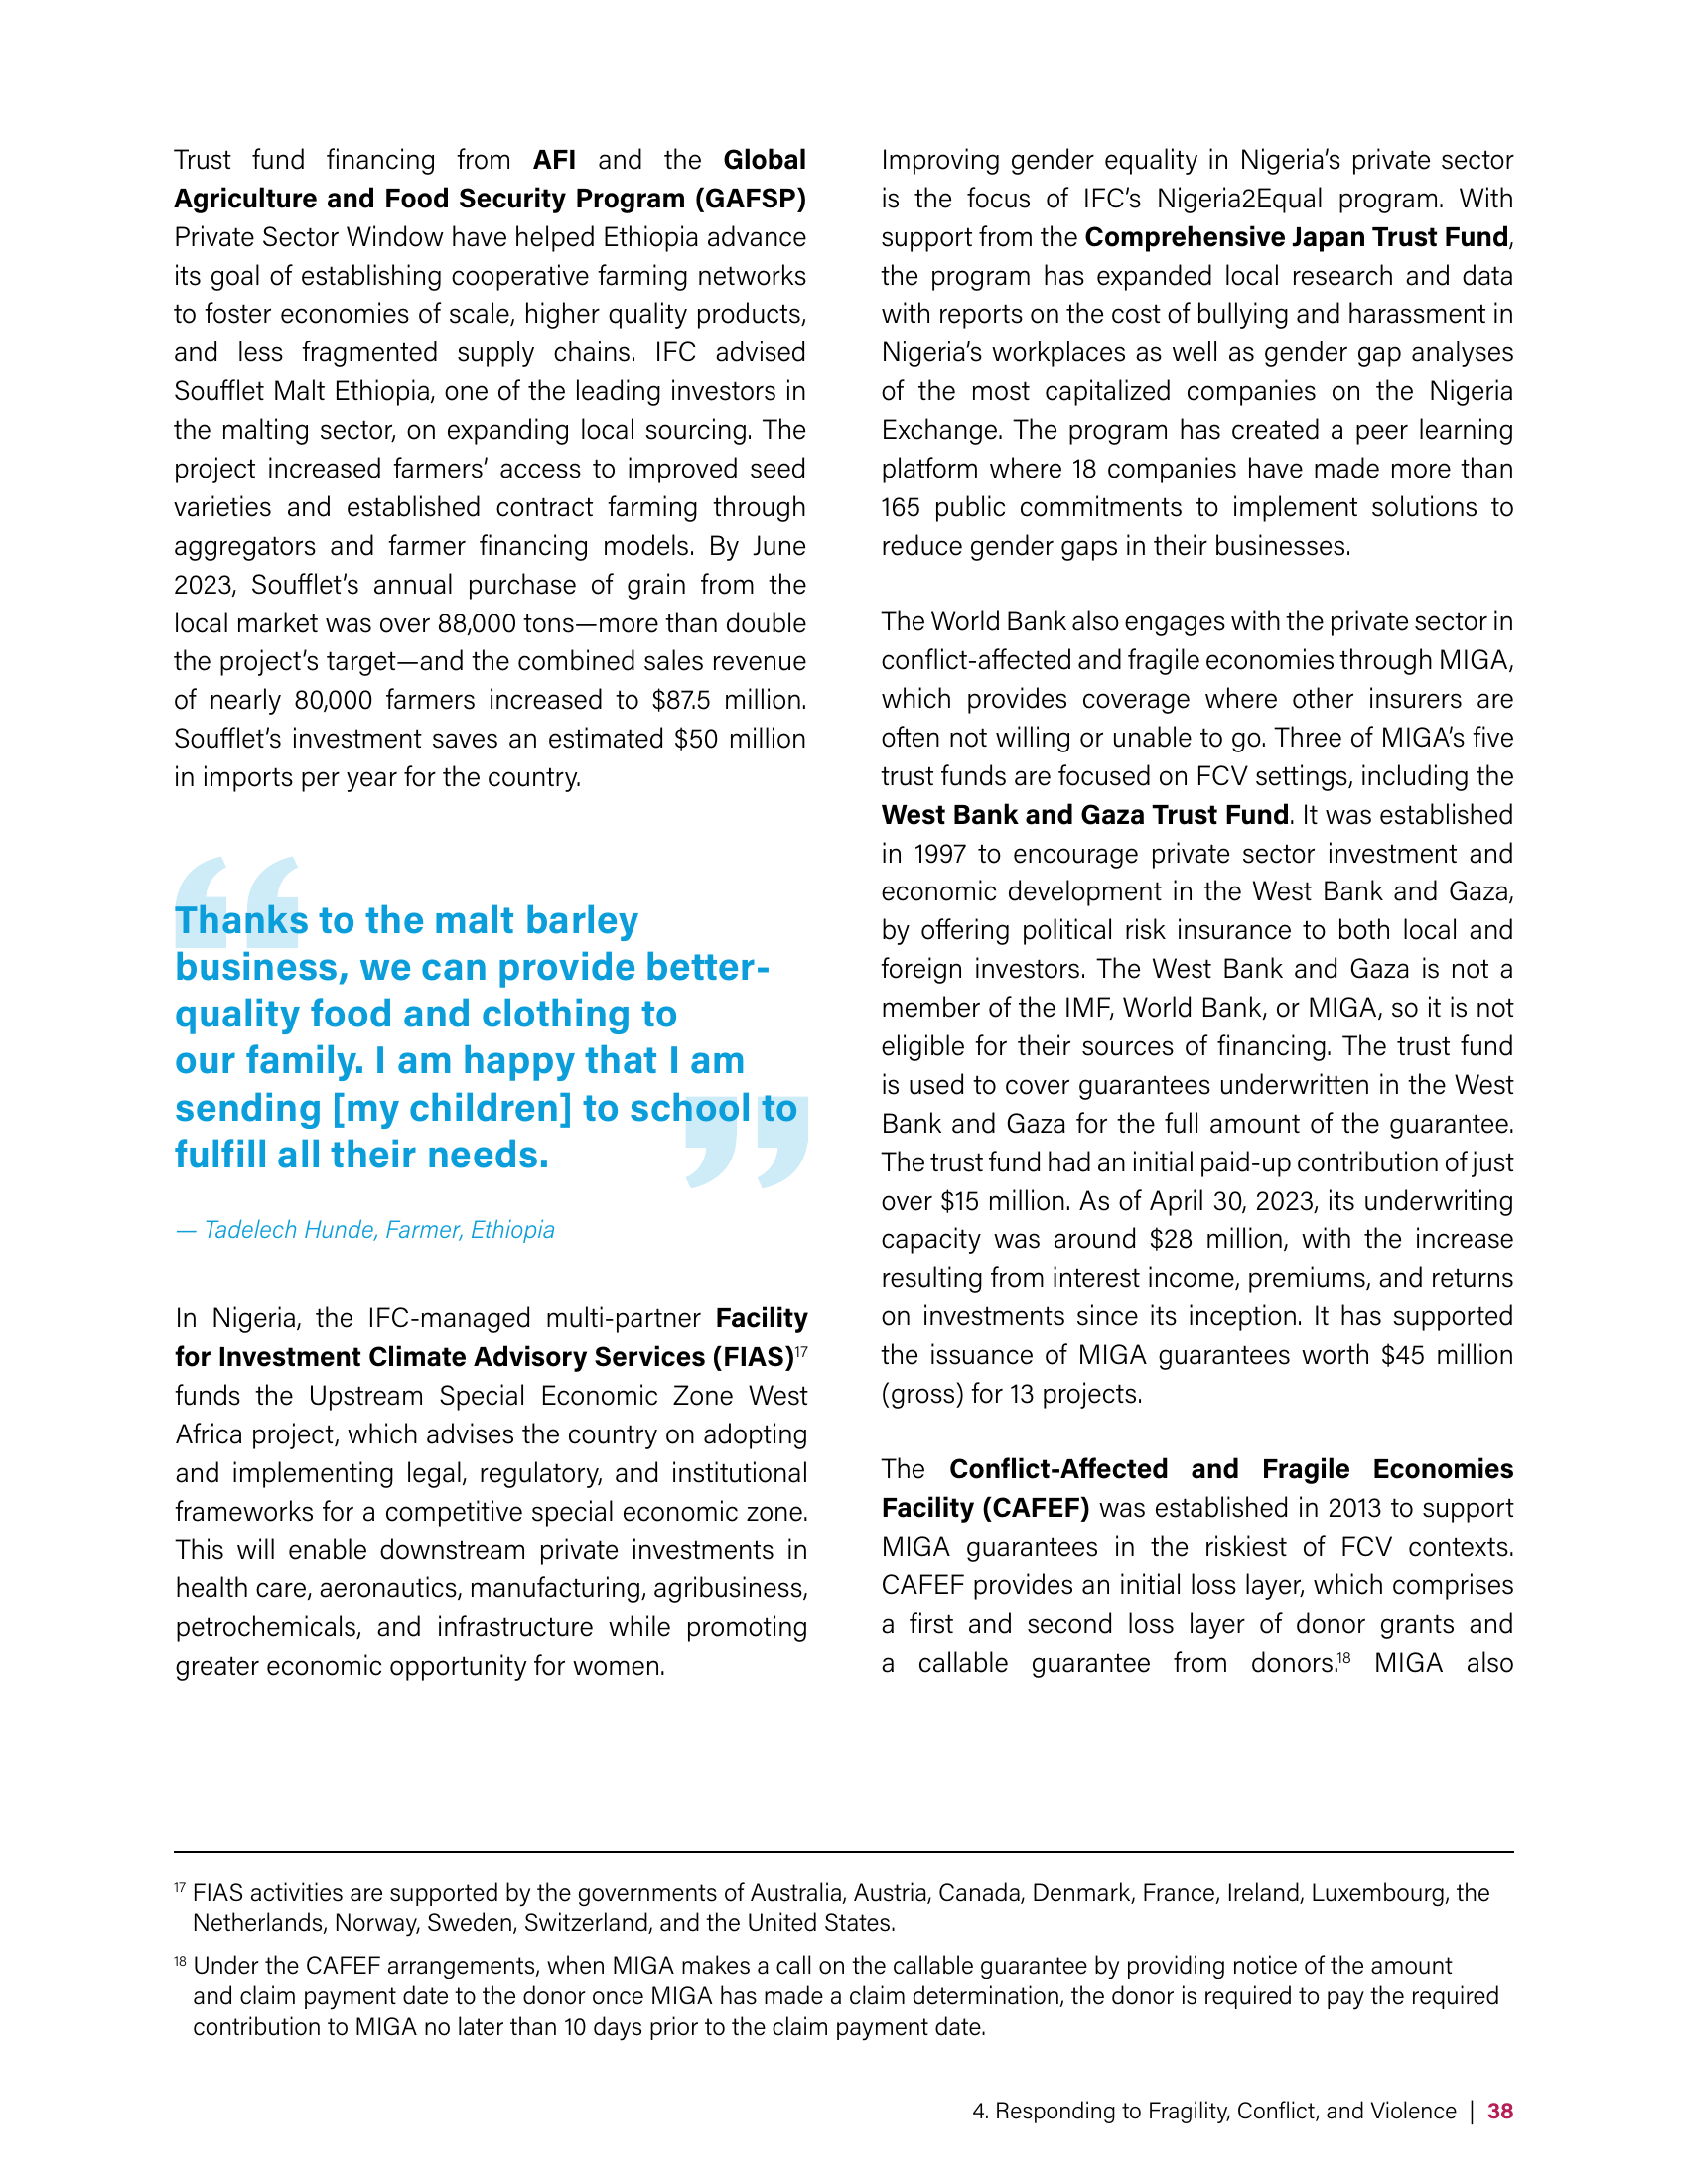 Trust fund financing from AFI and the Global
Agriculture and Food Security Program (GAFSP)
Private Sector Window have helped Ethiopia advance
its goal of establishing cooperative farming networks
to foster economies of scale, higher quality products,
and less fragmented supply chains. IFC advised
Soufflet Malt Ethiopia, one of the leading investors in
the malting sector, on expanding local sourcing. The
project increased farmers’ access to improved seed
varieties and established contract farming through
aggregators and farmer financing models. By June
2023, Soufflet’s annual purchase of grain from the
local market was over 88,000 tons—more than double
the project’s target—and the combined sales revenue
of nearly 80,000 farmers increased to $87.5 million.
Soufflet’s investment saves an estimated $50 million
in imports per year for the country.
“
Thanks to the malt barley
business, we can provide better-
quality food and clothing to
our family. I am happy that I am
sending [my children] to school to
fulfill all their needs.
”
— Tadelech Hunde, Farmer, Ethiopia
In Nigeria, the IFC-managed multi-partner Facility
for Investment Climate Advisory Services (FIAS)17
funds the Upstream Special Economic Zone West
Africa project, which advises the country on adopting
and implementing legal, regulatory, and institutional
frameworks for a competitive special economic zone.
This will enable downstream private investments in
health care, aeronautics, manufacturing, agribusiness,
petrochemicals, and infrastructure while promoting
greater economic opportunity for women.
Improving gender equality in Nigeria’s private sector
is the focus of IFC’s Nigeria2Equal program. With
support from the Comprehensive Japan Trust Fund,
the program has expanded local research and data
with reports on the cost of bullying and harassment in
Nigeria’s workplaces as well as gender gap analyses
of the most capitalized companies on the Nigeria
Exchange. The program has created a peer learning
platform where 18 companies have made more than
165 public commitments to implement solutions to
reduce gender gaps in their businesses.
The World Bank also engages with the private sector in
conflict-affected and fragile economies through MIGA,
which provides coverage where other insurers are
often not willing or unable to go. Three of MIGA’s five
trust funds are focused on FCV settings, including the
West Bank and Gaza Trust Fund. It was established
in 1997 to encourage private sector investment and
economic development in the West Bank and Gaza,
by offering political risk insurance to both local and
foreign investors. The West Bank and Gaza is not a
member of the IMF, World Bank, or MIGA, so it is not
eligible for their sources of financing. The trust fund
is used to cover guarantees underwritten in the West
Bank and Gaza for the full amount of the guarantee.
The trust fund had an initial paid-up contribution of just
over $15 million. As of April 30, 2023, its underwriting
capacity was around $28 million, with the increase
resulting from interest income, premiums, and returns
on investments since its inception. It has supported
the issuance of MIGA guarantees worth $45 million
(gross) for 13 projects.
The Conflict-Affected and Fragile Economies
Facility (CAFEF) was established in 2013 to support
MIGA guarantees in the riskiest of FCV contexts.
CAFEF provides an initial loss layer, which comprises
a first and second loss layer of donor grants and
a callable guarantee from donors.18 MIGA also
17 FIAS activities are supported by the governments of Australia, Austria, Canada, Denmark, France, Ireland, Luxembourg, the
Netherlands, Norway, Sweden, Switzerland, and the United States.
18 Under the CAFEF arrangements, when MIGA makes a call on the callable guarantee by providing notice of the amount
and claim payment date to the donor once MIGA has made a claim determination, the donor is required to pay the required
contribution to MIGA no later than 10 days prior to the claim payment date.
4. Responding to Fragility, Conflict, and Violence | 38